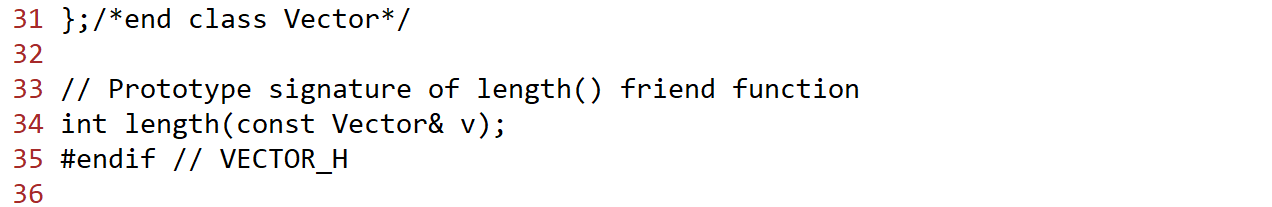 31 };/*end class Vector*/
32
33 // Prototype signature of length() friend function
34 int length(const Vector& v);
35 #endif // VECTOR_H
36